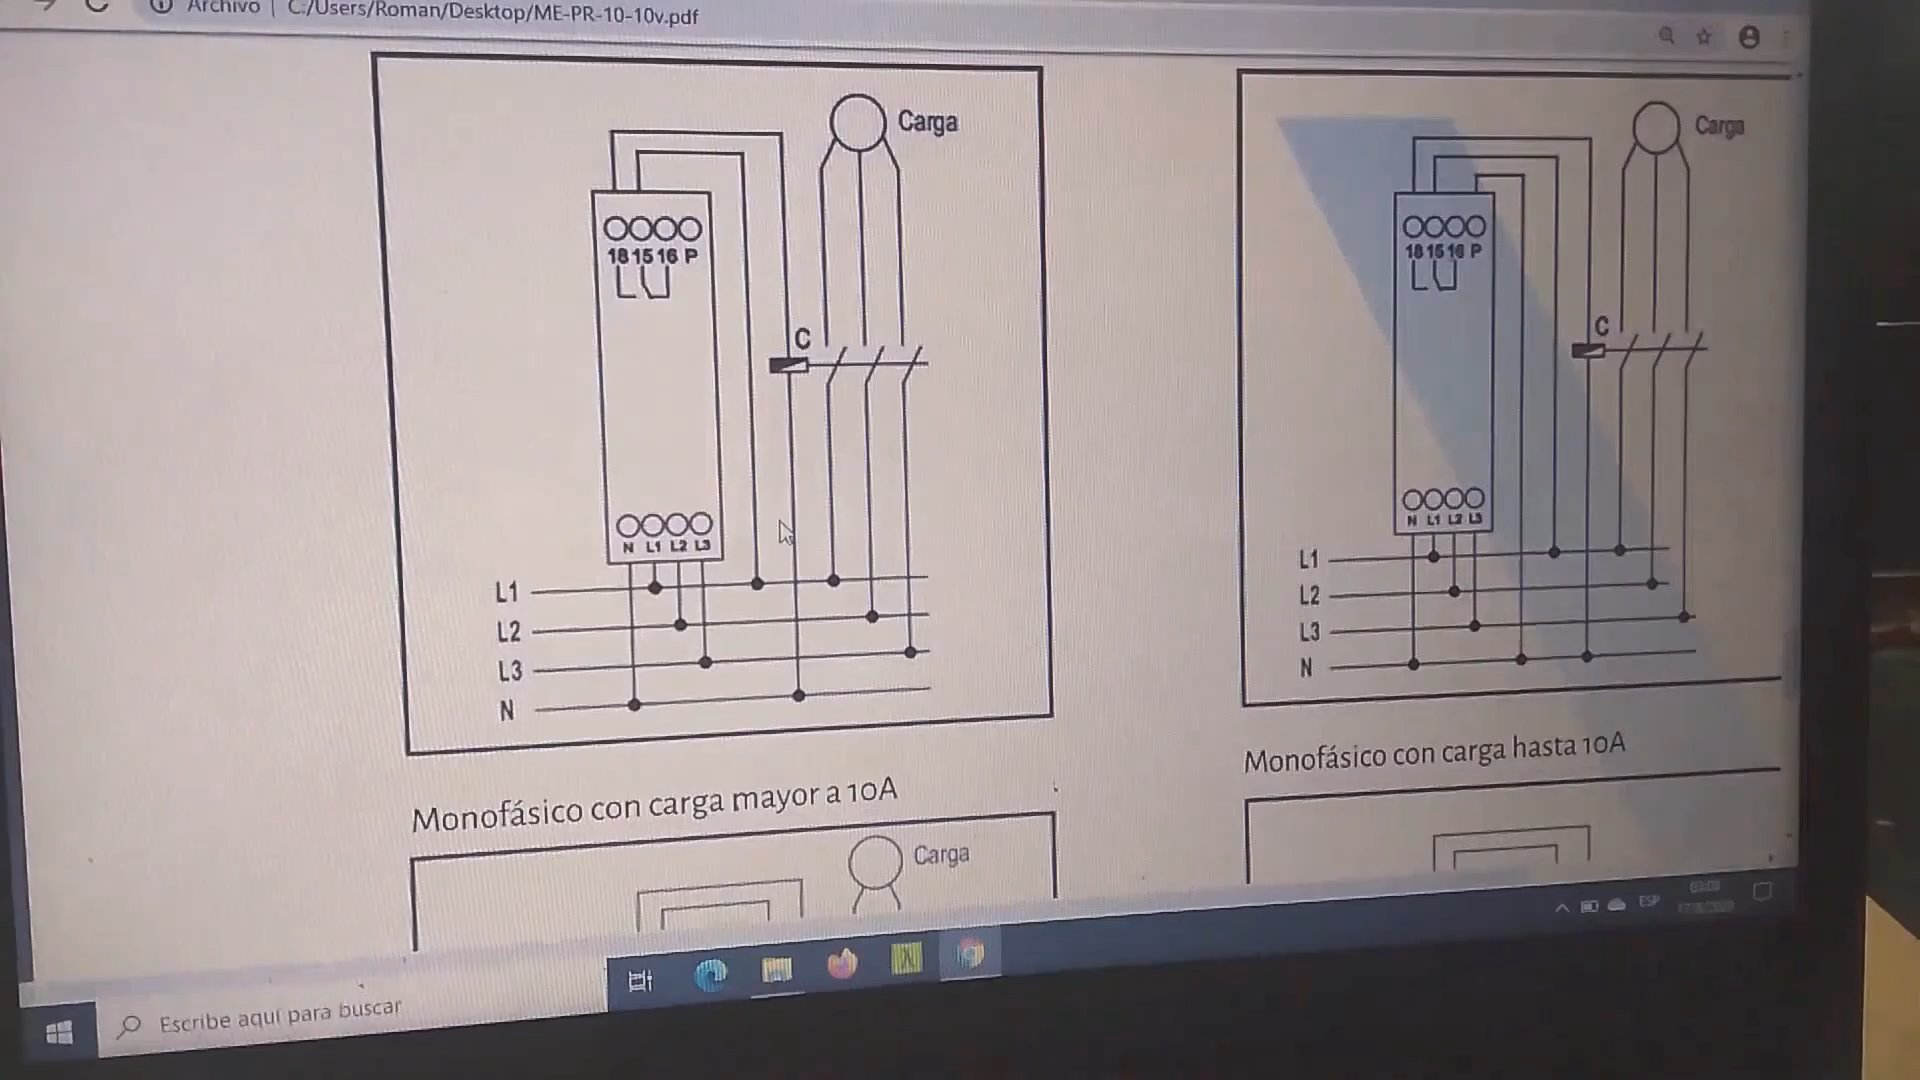 Archivo | C:/Users/Roman/Desktop/ME-PR-10-10v.pdf
Carga
18 15 16 P
C
N L1 L2 L3
L1
L2
L3
N
Monofásico con carga mayor a 10A
Carga
Carga
18 15 16 P
C
N L1 L2 L3
L1
L2
L3
N
Monofásico con carga hasta 10A
Escribe aquí para buscar
ESP